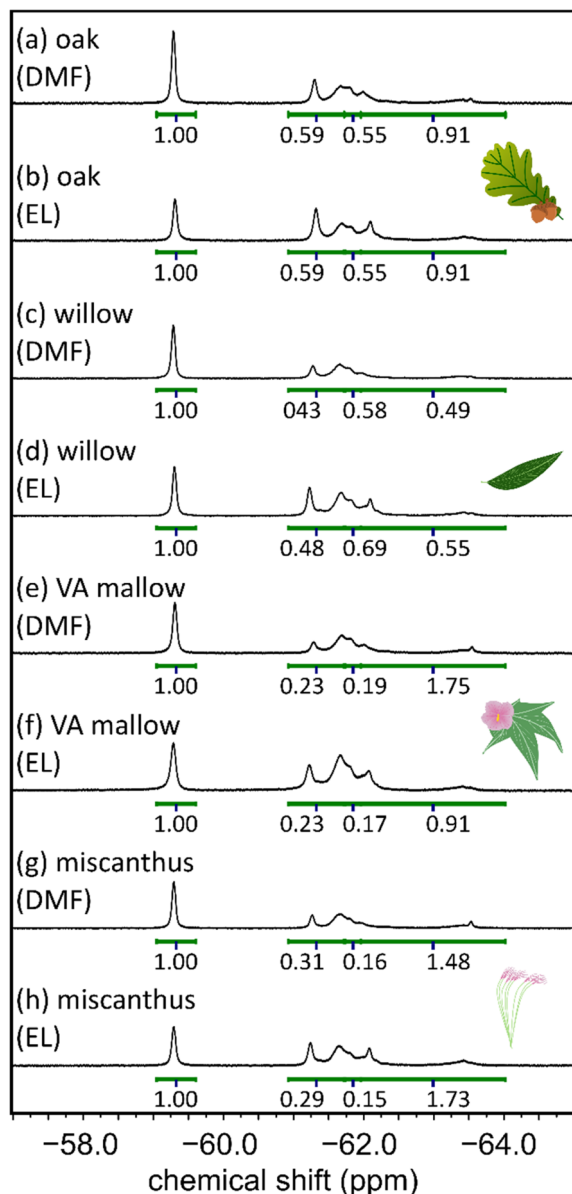 (a) oak
(DMF)
1.00 0.59 0.55 0.91
(b) oak
(EL)
1.00 0.59 0.55 0.91
(c) willow
(DMF)
1.00 043 0.58 0.49
(d) willow
(EL)
1.00 0.48 0.69 0.55
(e) VA mallow
(DMF)
1.00 0.23 0.19 1.75
(f) VA mallow
(EL)
1.00 0.23 0.17 0.91
(g) miscanthus
(DMF)
1.00 0.31 0.16 1.48
(h) miscanthus
(EL)
1.00 0.29 0.15 1.73
−58.0 −60.0 −62.0 −64.0
chemical shift (ppm)